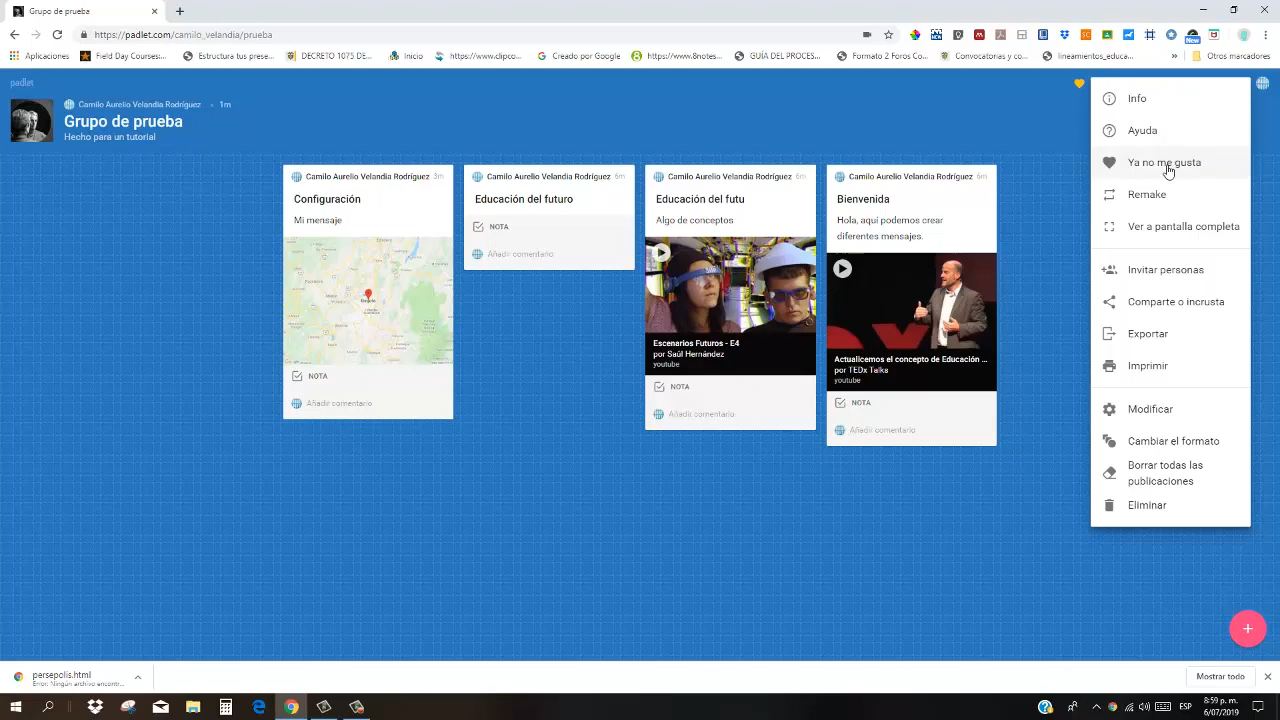 Grupo de prueba
https://padlet.com/camilo_velandia/prueba
Aplicaciones
Field Day Courses:...
Estructura tus prese...
DECRETO 1075 DE...
Inicio
https://www.clipco...
Creado por Google
https://www.8notes...
GUÍA DEL PROCES...
Formato 2 Foros Co...
Convocatorias y co...
lineamientos_educa...
»
Otros marcadores
padlet
Camilo Aurelio Velandia Rodríguez • 1m
Grupo de prueba
Hecho para un tutorial
Camilo Aurelio Velandia Rodríguez 3m
Configuración
Mi mensaje
Google
NOTA
Añadir comentario
Camilo Aurelio Velandia Rodríguez 6m
Educación del futuro
NOTA
Añadir comentario
Camilo Aurelio Velandia Rodríguez 6m
Educación del futu
Algo de conceptos
Escenarios Futuros - E4
por Saúl Hernández
youtube
NOTA
Añadir comentario
Camilo Aurelio Velandia Rodríguez 6m
Bienvenida
Hola, aquí podemos crear
diferentes mensajes.
Actualicemos el concepto de Educación ...
por TEDx Talks
youtube
NOTA
Añadir comentario
Info
Ayuda
Ya no me gusta
Remake
Ver a pantalla completa
Invitar personas
Comparte o incrusta
Exportar
Imprimir
Modificar
Cambiar el formato
Borrar todas las
publicaciones
Eliminar
persepolis.html
Error: Ningún archivo encontr...
Mostrar todo
ESP
8:59 p. m.
6/07/2019